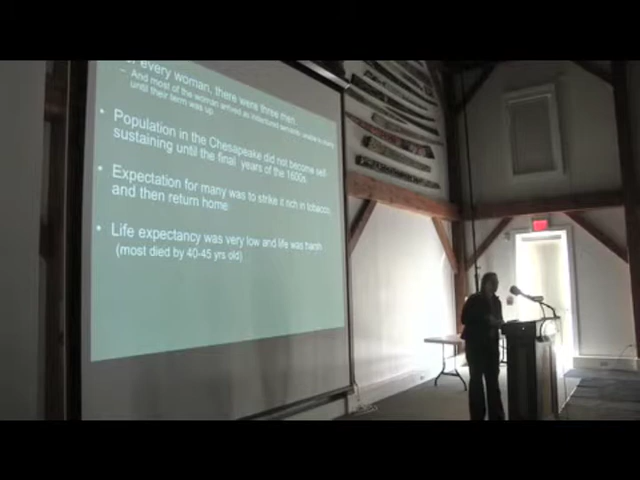 every woman, there were three men.
– And most of the woman arrived as indentured servants, unable to marry
until their term was up.
• Population in the Chesapeake did not become self-
sustaining until the final years of the 1600s.
• Expectation for many was to strike it rich in tobacco,
and then return home.
• Life expectancy was very low and life was harsh
(most died by 40-45 yrs old)